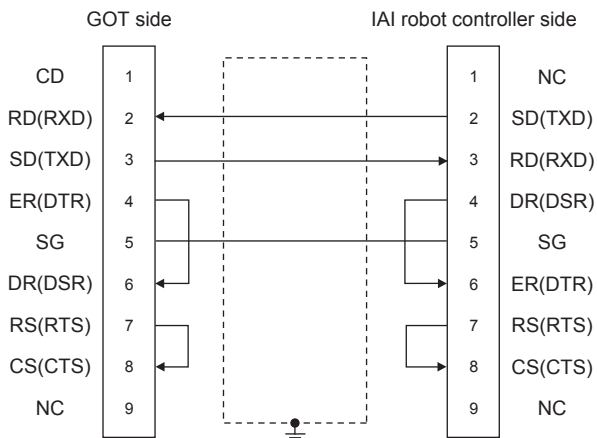 GOT side IAI robot controller side
CD 1 1 NC
RD(RXD) 2 2 SD(TXD)
SD(TXD) 3 3 RD(RXD)
ER(DTR) 4 4 DR(DSR)
SG 5 5 SG
DR(DSR) 6 6 ER(DTR)
RS(RTS) 7 7 RS(RTS)
CS(CTS) 8 8 CS(CTS)
NC 9 9 NC